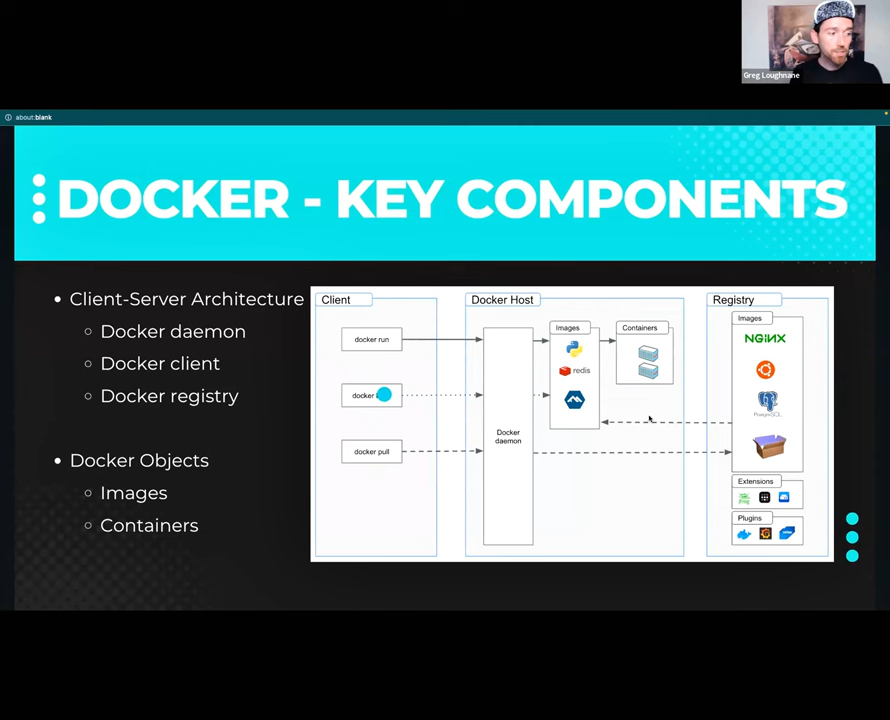 Greg Loughnane
about:blank
DOCKER - KEY COMPONENTS
Client-Server Architecture
Docker daemon
Docker client
Docker registry
Docker Objects
Images
Containers
Client
docker run
docker
docker pull
Docker Host
Docker
daemon
Images
redis
Containers
Registry
Images
NGINX
PostgreSQL
Extensions
Plugins